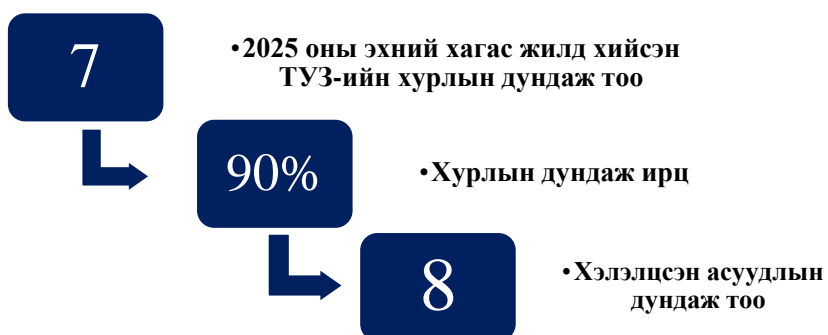 7
•2025 оны эхний хагас жилд хийсэн
ТУЗ-ийн хурлын дундаж тоо
90%
•Хурлын дундаж ирц
8
•Хэлэлцсэн асуудлын
дундаж тоо